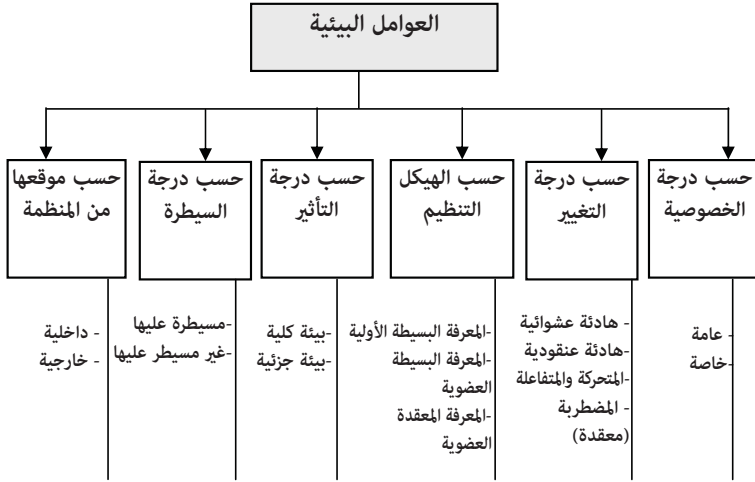 العوامل البيئية
حسب درجة
الخصوصية
حسب درجة
التغيير
حسب الهيكل
التنظيم
حسب درجة
التأثير
حسب درجة
السيطرة
حسب موقعها
من المنظمة
- عامة
-خاصة
- هادئة عشوائية
-هادئة عنقودية
-المتحركة والمتفاعلة
- المضطربة
(معقدة)
-المعرفة البسيطة الأولية
-المعرفة البسيطة
العضوية
-المعرفة المعقدة
العضوية
-بيئة كلية
-بيئة جزئية
-مسيطرة عليها
-غير مسيطر عليها
- داخلية
- خارجية